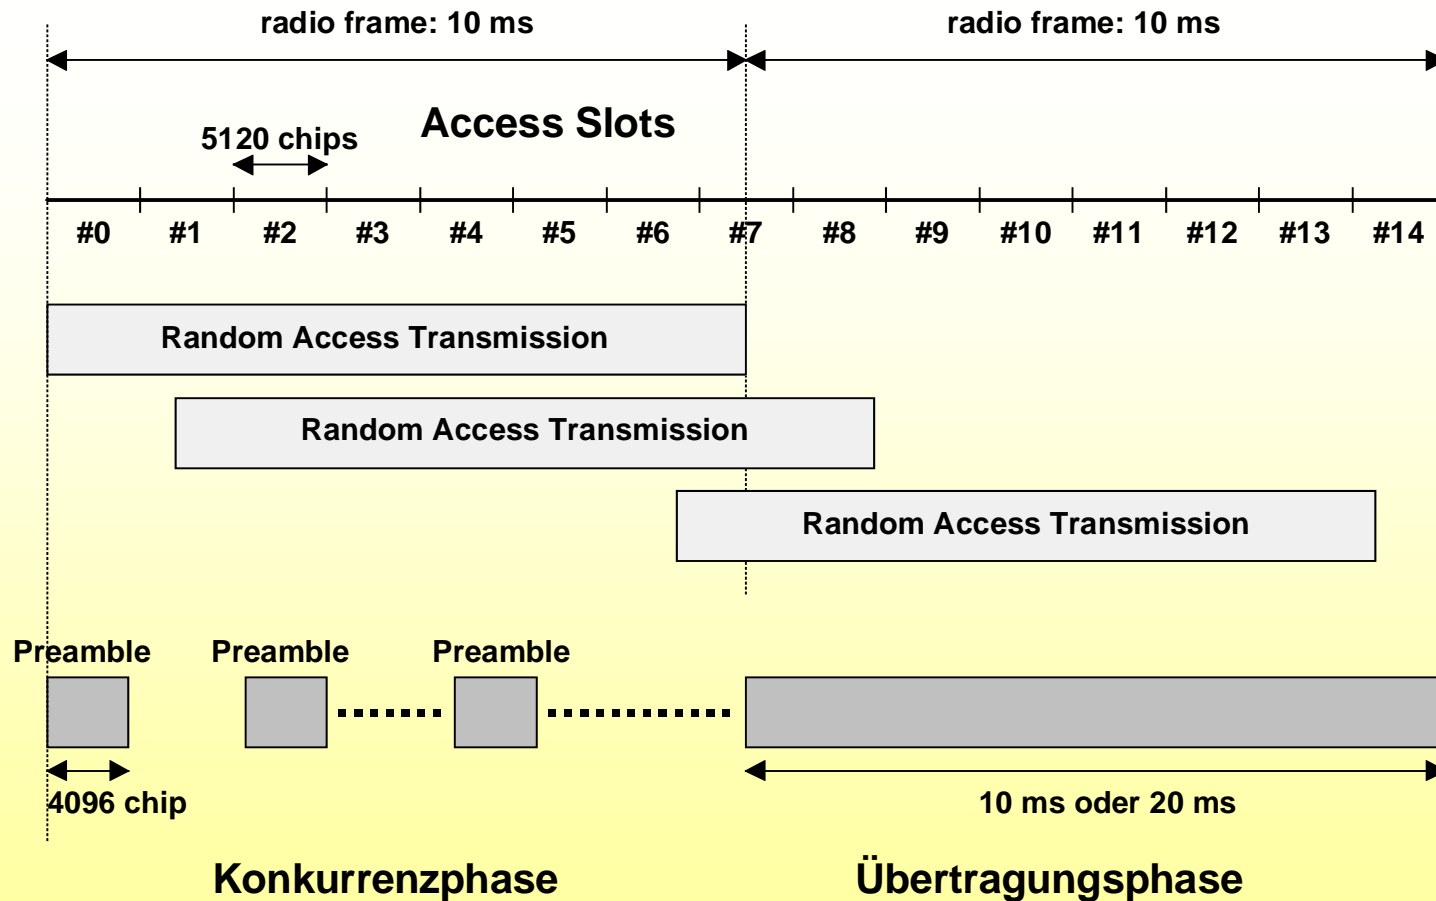 radio frame: 10 ms
radio frame: 10 ms
Access Slots
5120 chips
#0 #1 #2 #3 #4 #5 #6 #7 #8 #9 #10 #11 #12 #13 #14
Random Access Transmission
Random Access Transmission
Random Access Transmission
Preamble Preamble Preamble
4096 chip
10 ms oder 20 ms
Konkurrenzphase
Übertragungsphase